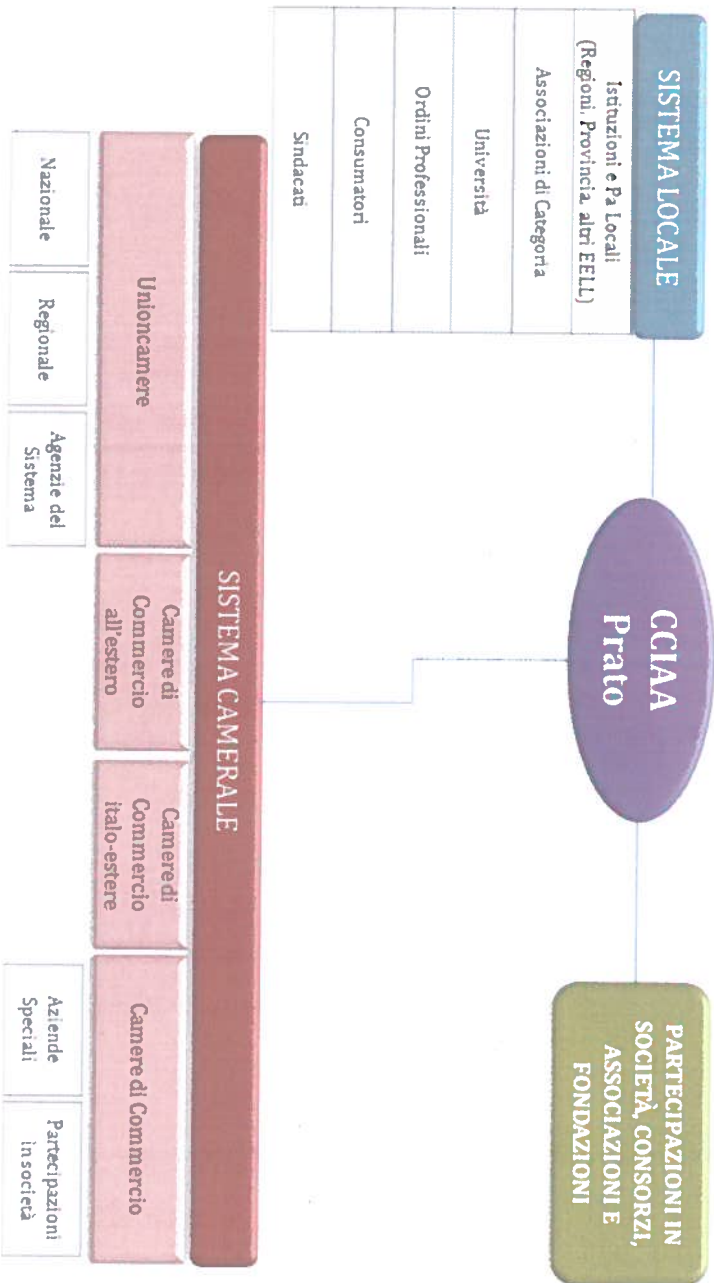 SISTEMA LOCALE
Istituzioni e Pa Locali
(Regioni, Provincia, altri EELL)
Associazioni di Categoria
Università
Ordini Professionali
Consumatori
Sindacati
CCIAA
Prato
PARTECIPAZIONI IN
SOCIETÀ, CONSORZI,
ASSOCIAZIONI E
FONDAZIONI
SISTEMA CAMERALE
Unioncamere
Nazionale
Regionale
Agenzie del
Sistema
Camere di
Commercio
all'estero
Camere di
Commercio
italo-estere
Camere di Commercio
Aziende
Speciali
Partecipazioni
in società